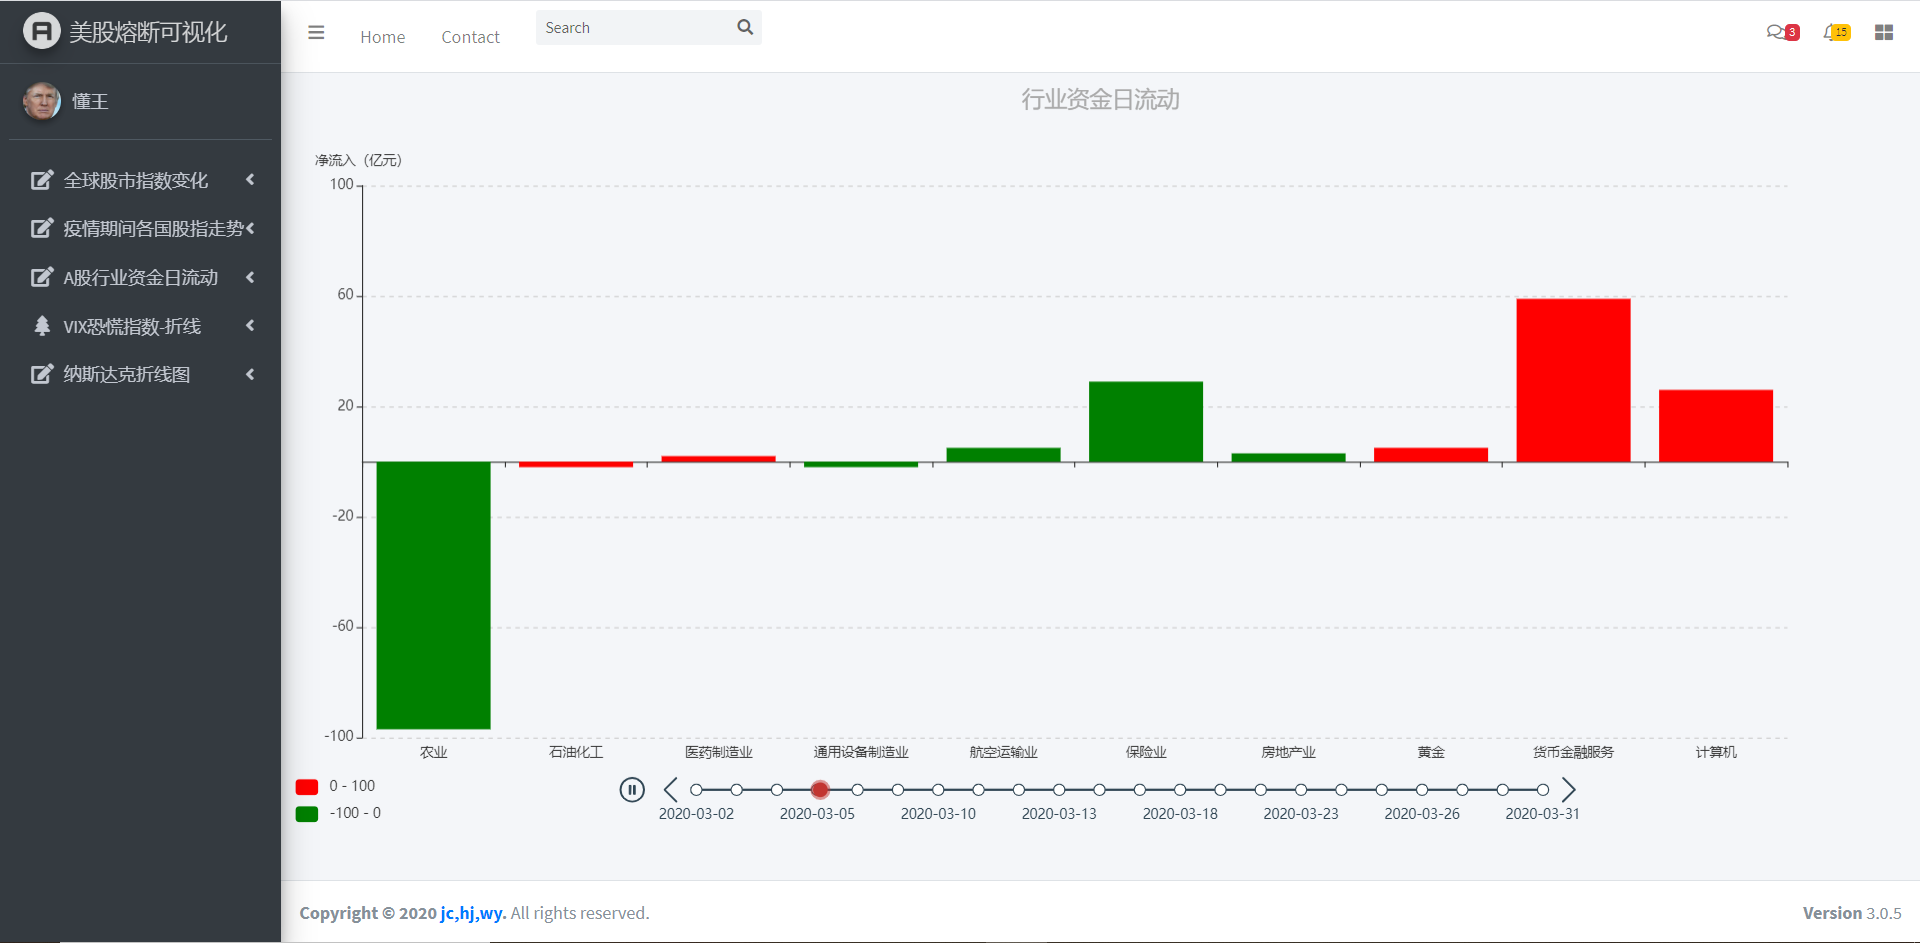 美股熔断可视化
懂王
全球股市指数变化
疫情期间各国股指走势
A股行业资金日流动
VIX恐慌指数-折线
纳斯达克折线图
Home
Contact
Search
3
15
行业资金日流动
净流入（亿元）
100
60
20
-20
-60
-100
农业
石油化工
医药制造业
通用设备制造业
航空运输业
保险业
房地产业
黄金
货币金融服务
计算机
0 - 100
-100 - 0
2020-03-02
2020-03-05
2020-03-10
2020-03-13
2020-03-18
2020-03-23
2020-03-26
2020-03-31
Copyright © 2020 jc,hj,wy. All rights reserved.
Version 3.0.5